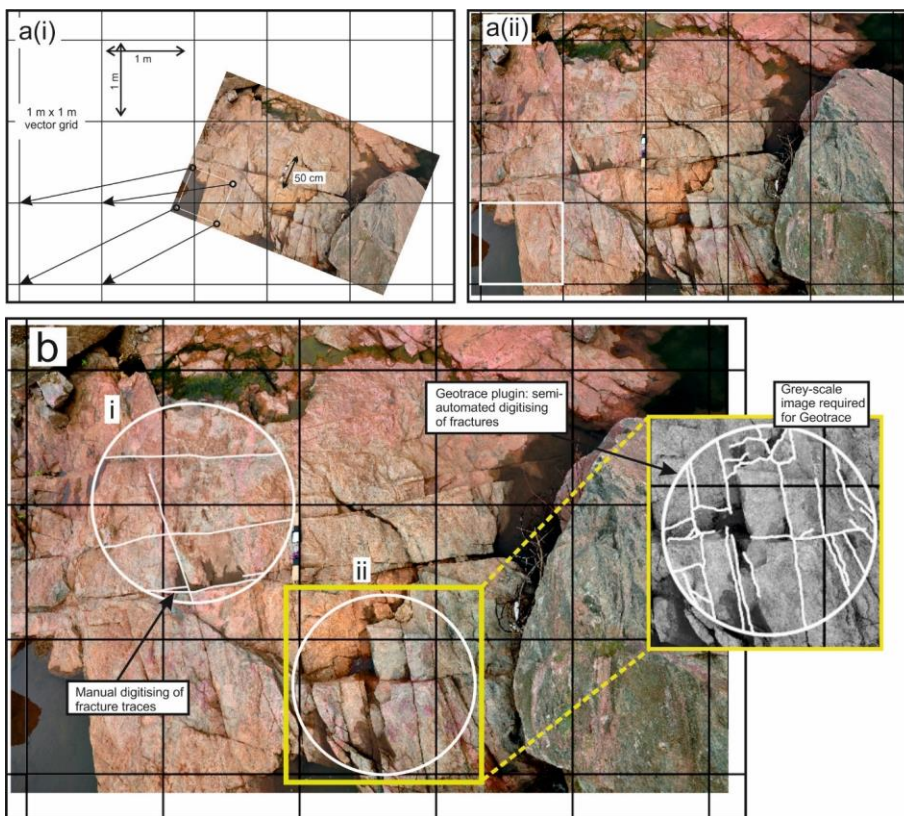 a(i)
1 m
1 m
1 m x 1 m
vector grid
50 cm
a(ii)
b
i
Geotrace plugin: semi-
automated digitising
of fractures
Grey-scale
image required
for Geotrace
ii
Manual digitising of
fracture traces